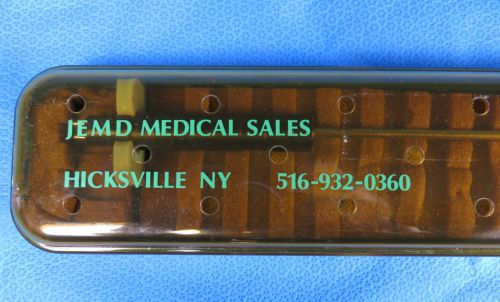 JEMD MEDICAL SALES
HICKSVILLE NY 516-932-0360